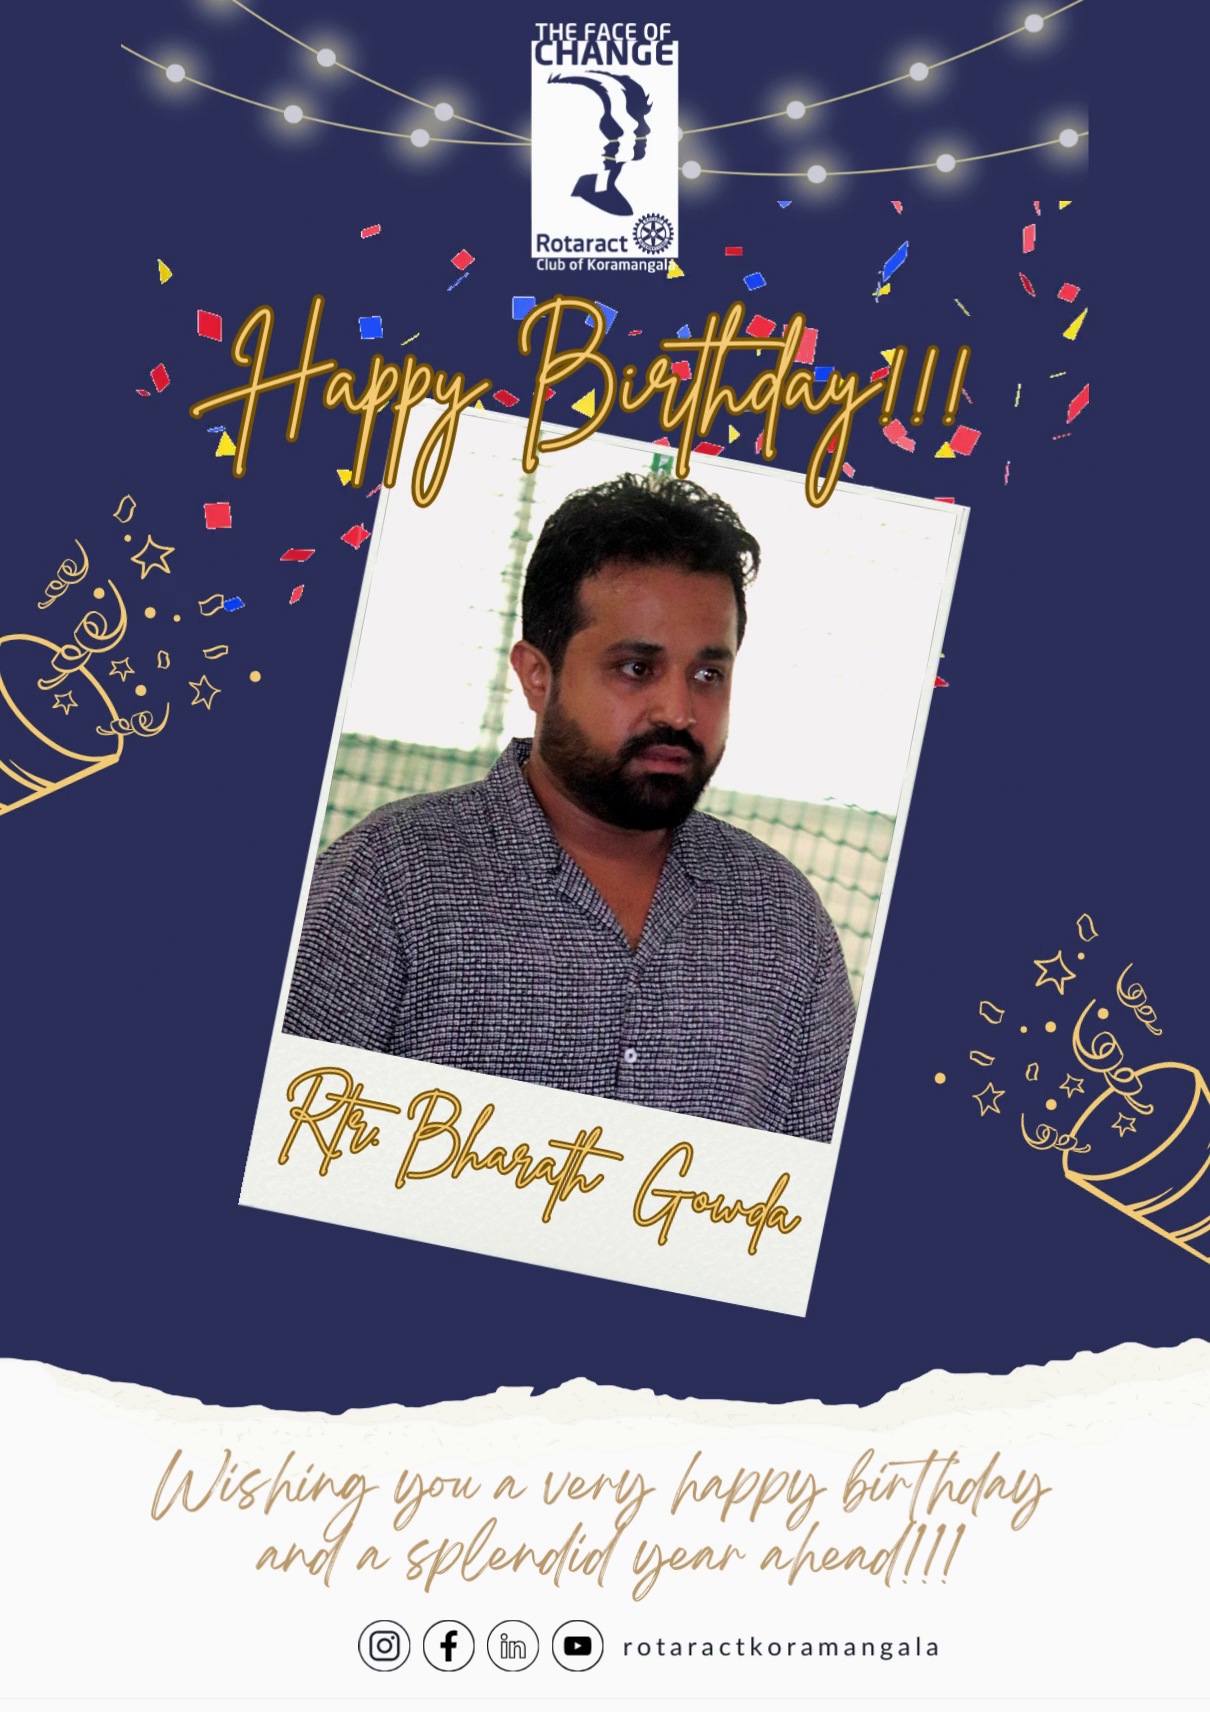 THE FACE OF
CHANGE
Rotaract
Club of Koramangala
Happy Birthday!!!
Rtr. Bharath Gowda
Wishing you a very happy birthday
and a splendid year ahead!!!
rotaractkoramangala